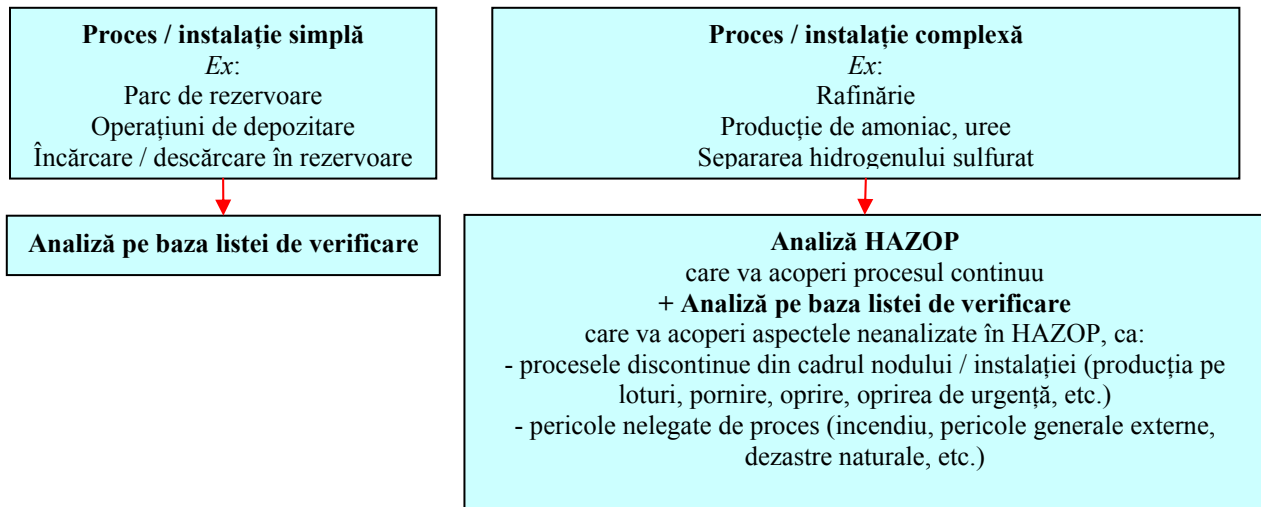 Proces / instalație simplă
Ex:
Parc de rezervoare
Operațiuni de depozitare
Încărcare / descărcare în rezervoare
Analiză pe baza listei de verificare
Proces / instalație complexă
Ex:
Rafinărie
Producție de amoniac, uree
Separarea hidrogenului sulfurat
Analiză HAZOP
care va acoperi procesul continuu
+ Analiză pe baza listei de verificare
care va acoperi aspectele neanalizate în HAZOP, ca:
- procesele discontinue din cadrul nodului / instalației (producția pe
loturi, pornire, oprire, oprirea de urgență, etc.)
- pericole nelegate de proces (incendiu, pericole generale externe,
dezastre naturale, etc.)